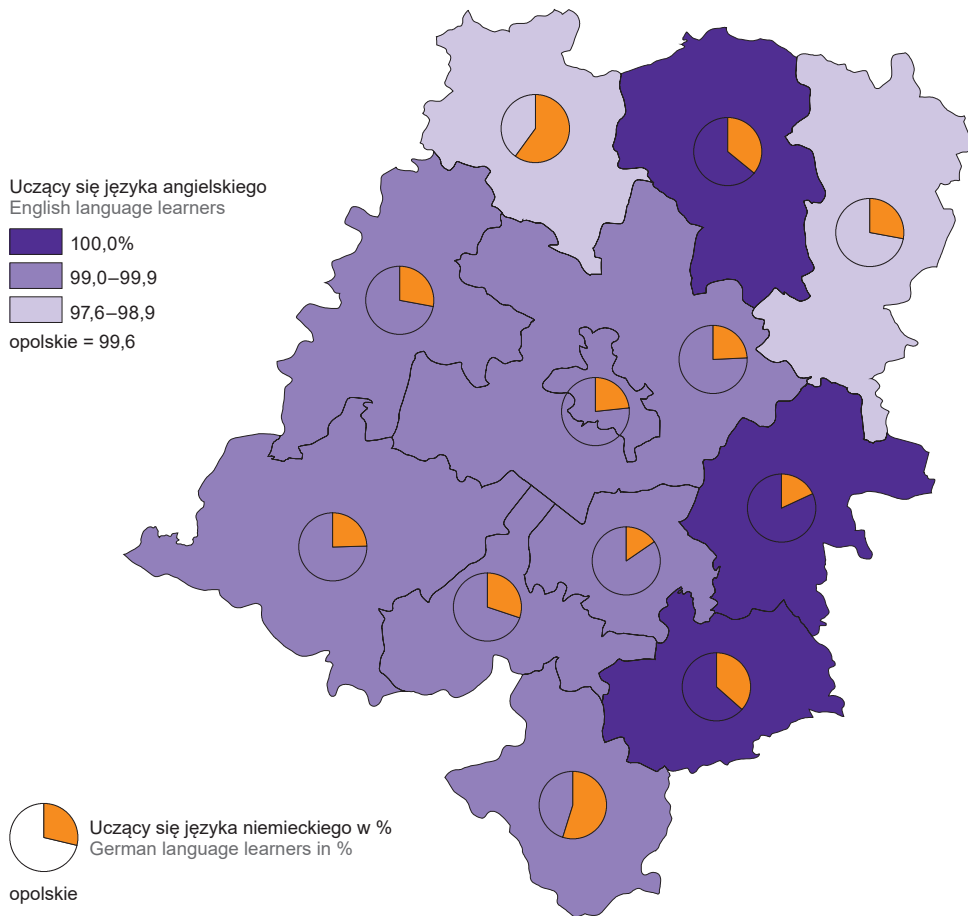 Uczący się języka angielskiego
English language learners
100,0%
99,0–99,9
97,6–98,9
opolskie = 99,6
Uczący się języka niemieckiego w %
German language learners in %
opolskie